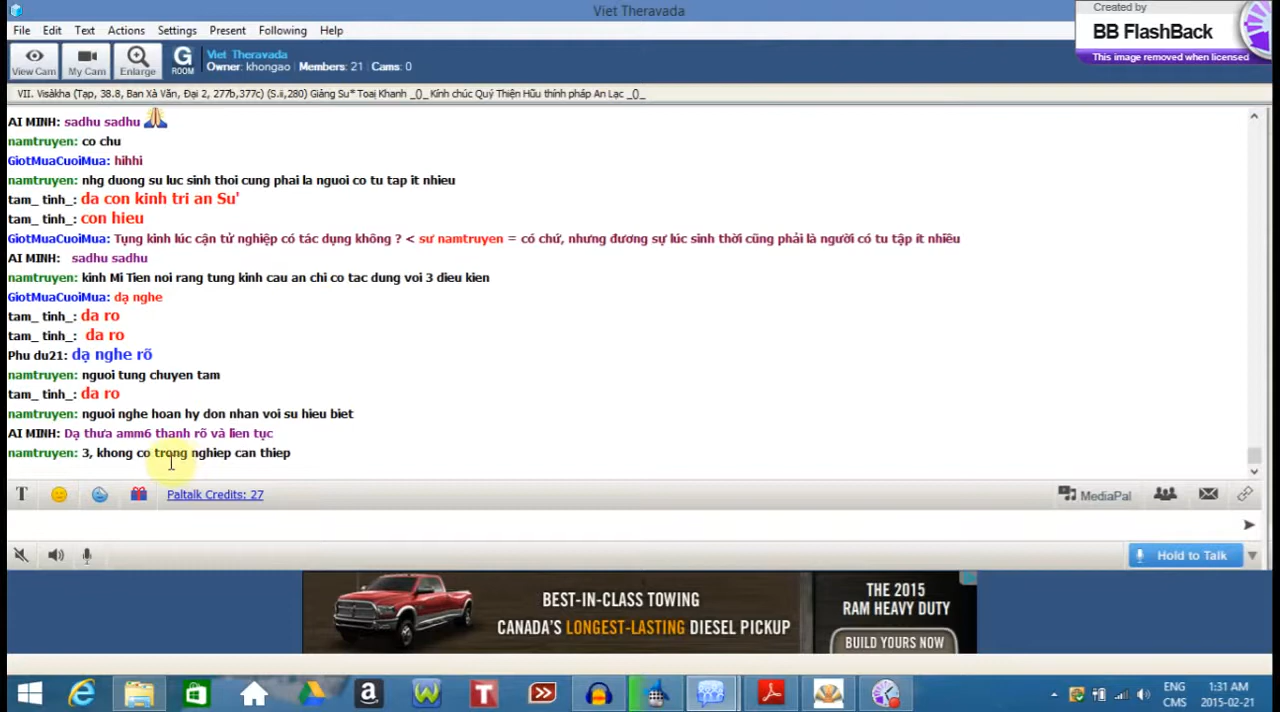 Viet Theravada
Created by
BB FlashBack
This image removed when licensed
File Edit Text Actions Settings Present Following Help
View Cam My Cam Enlarge
G ROOM
Viet Theravada
Owner: khongao Members: 21 Cams: 0
VII. Visàkha (Tạp, 38.8, Ban Xà Văn, Đại 2, 277b,377c) (S.ii,280) Giảng Su* Toaị Khanh _()_ Kính chúc Quý Thiện Hữu thính pháp An Lạc _()_
AI MINH: sadhu sadhu
namtruyen: co chu
GiotMuaCuoiMua: hihhi
namtruyen: nhg duong su luc sinh thoi cung phai la nguoi co tu tap it nhieu
tam_ tinh_: da con kinh tri an Su'
tam_ tinh_: con hieu
GiotMuaCuoiMua: Tụng kinh lúc cận tử nghiệp có tác dụng không ? < sư namtruyen = có chứ, nhưng đương sự lúc sinh thời cũng phải là người có tu tập ít nhiều
AI MINH: sadhu sadhu
namtruyen: kinh Mi Tien noi rang tung kinh cau an chi co tac dung voi 3 dieu kien
GiotMuaCuoiMua: dạ nghe
tam_ tinh_: da ro
tam_ tinh_: da ro
Phu du21: dạ nghe rõ
namtruyen: nguoi tung chuyen tam
tam_ tinh_: da ro
namtruyen: nguoi nghe hoan hy don nhan voi su hieu biet
AI MINH: Dạ thưa amm6 thanh rõ và lien tục
namtruyen: 3, khong co trong nghiep can thiep
T Paltalk Credits: 27 MediaPal
Hold to Talk
BEST-IN-CLASS TOWING
CANADA'S LONGEST-LASTING DIESEL PICKUP
THE 2015
RAM HEAVY DUTY
BUILD YOURS NOW
ENG 1:31 AM
CMS 2015-02-21